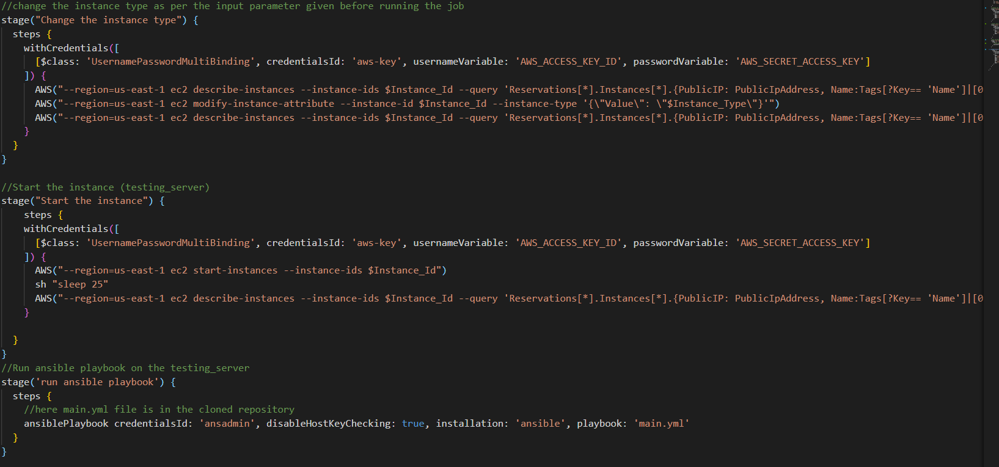 //change the instance type as per the input parameter given before running the job
stage("Change the instance type") {
steps {
withCredentials([
[$class: 'UsernamePasswordMultiBinding', credentialsId: 'aws-key', usernameVariable: 'AWS_ACCESS_KEY_ID', passwordVariable: 'AWS_SECRET_ACCESS_KEY']
]) {
AWS("--region=us-east-1 ec2 describe-instances --instance-ids $Instance_Id --query 'Reservations[*].Instances[*].{PublicIP: PublicIpAddress, Name:Tags[?Key== 'Name']|[0
AWS("--region=us-east-1 ec2 modify-instance-attribute --instance-id $Instance_Id --instance-type '{\"Value\": \"$Instance_Type\"}'")
AWS("--region=us-east-1 ec2 describe-instances --instance-ids $Instance_Id --query 'Reservations[*].Instances[*].{PublicIP: PublicIpAddress, Name:Tags[?Key== 'Name']|[0
}
}
}
//Start the instance (testing_server)
stage("Start the instance") {
steps {
withCredentials([
[$class: 'UsernamePasswordMultiBinding', credentialsId: 'aws-key', usernameVariable: 'AWS_ACCESS_KEY_ID', passwordVariable: 'AWS_SECRET_ACCESS_KEY']
]) {
AWS("--region=us-east-1 ec2 start-instances --instance-ids $Instance_Id")
sh "sleep 25"
AWS("--region=us-east-1 ec2 describe-instances --instance-ids $Instance_Id --query 'Reservations[*].Instances[*].{PublicIP: PublicIpAddress, Name:Tags[?Key== 'Name']|[0
}
}
}
//Run ansible playbook on the testing_server
stage('run ansible playbook') {
steps {
//here main.yml file is in the cloned repository
ansiblePlaybook credentialsId: 'ansadmin', disableHostKeyChecking: true, installation: 'ansible', playbook: 'main.yml'
}
}